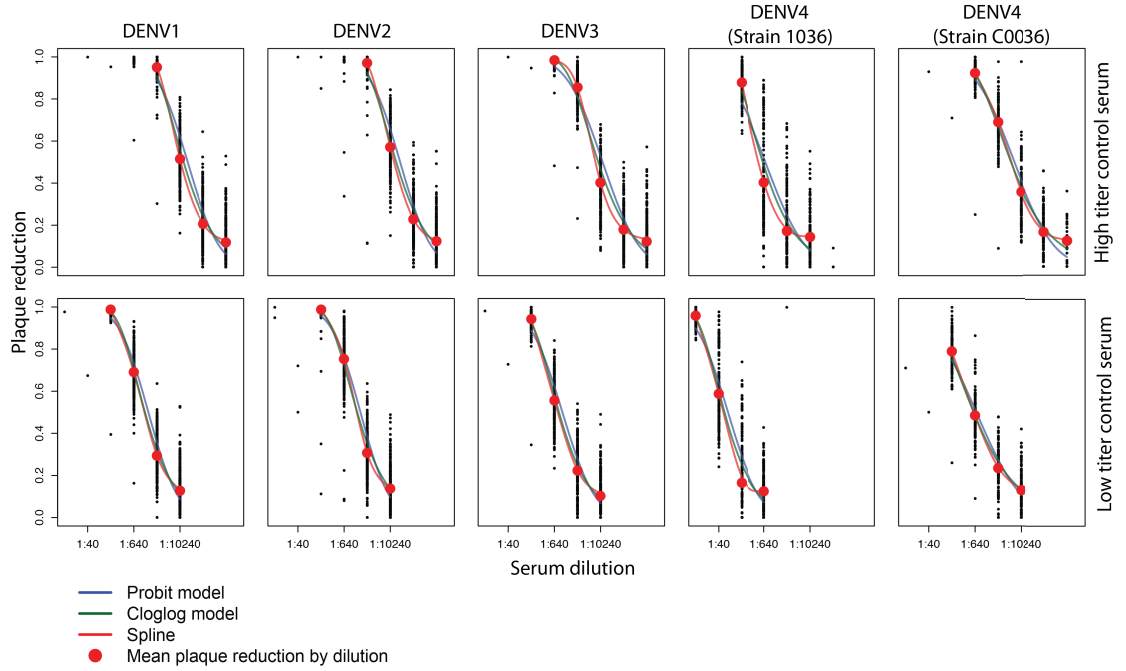 DENV1
DENV2
DENV3
DENV4
(Strain 1036)
DENV4
(Strain C0036)
Plaque reduction
0.0
0.2
0.4
0.6
0.8
1.0
High titer control serum
0.0
0.2
0.4
0.6
0.8
1.0
Low titer control serum
1:40 1:640 1:10240
1:40 1:640 1:10240
1:40 1:640 1:10240
1:40 1:640 1:10240
1:40 1:640 1:10240
Serum dilution
Probit model
Cloglog model
Spline
Mean plaque reduction by dilution